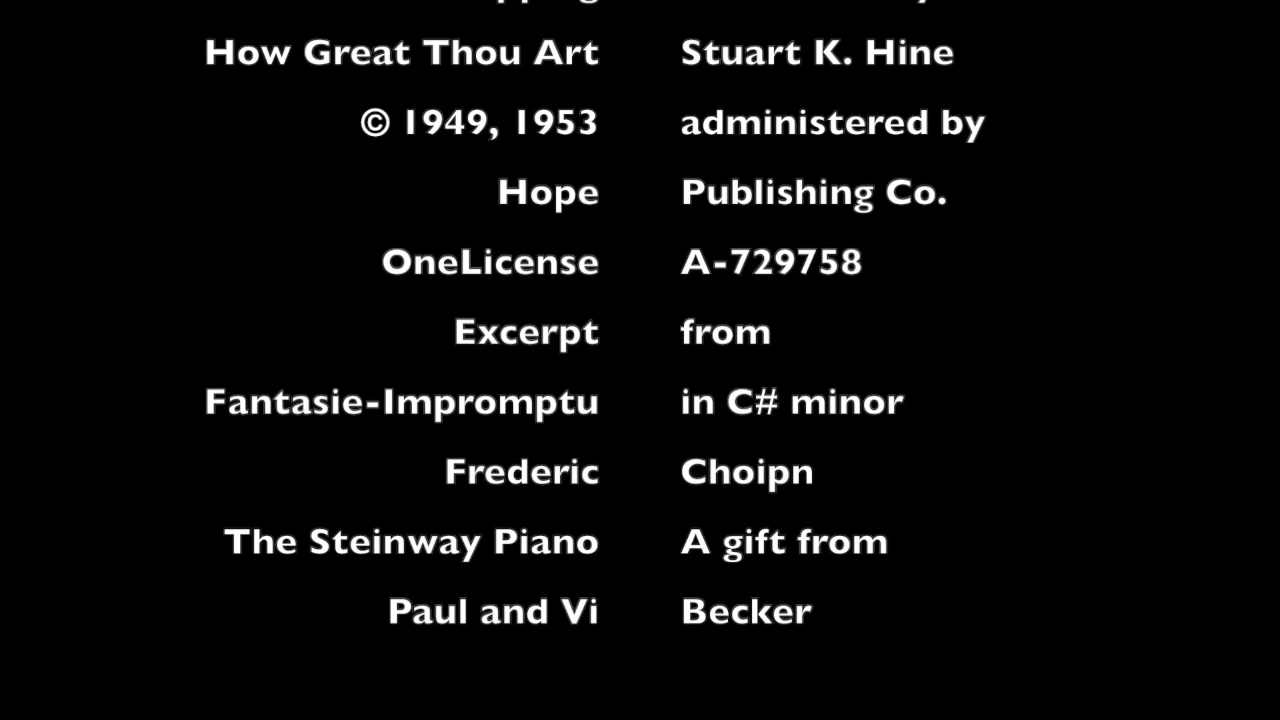 How Great Thou Art Stuart K. Hine
© 1949, 1953 administered by
Hope Publishing Co.
OneLicense A-729758
Excerpt from
Fantasie-Impromptu in C# minor
Frederic Choipn
The Steinway Piano A gift from
Paul and Vi Becker